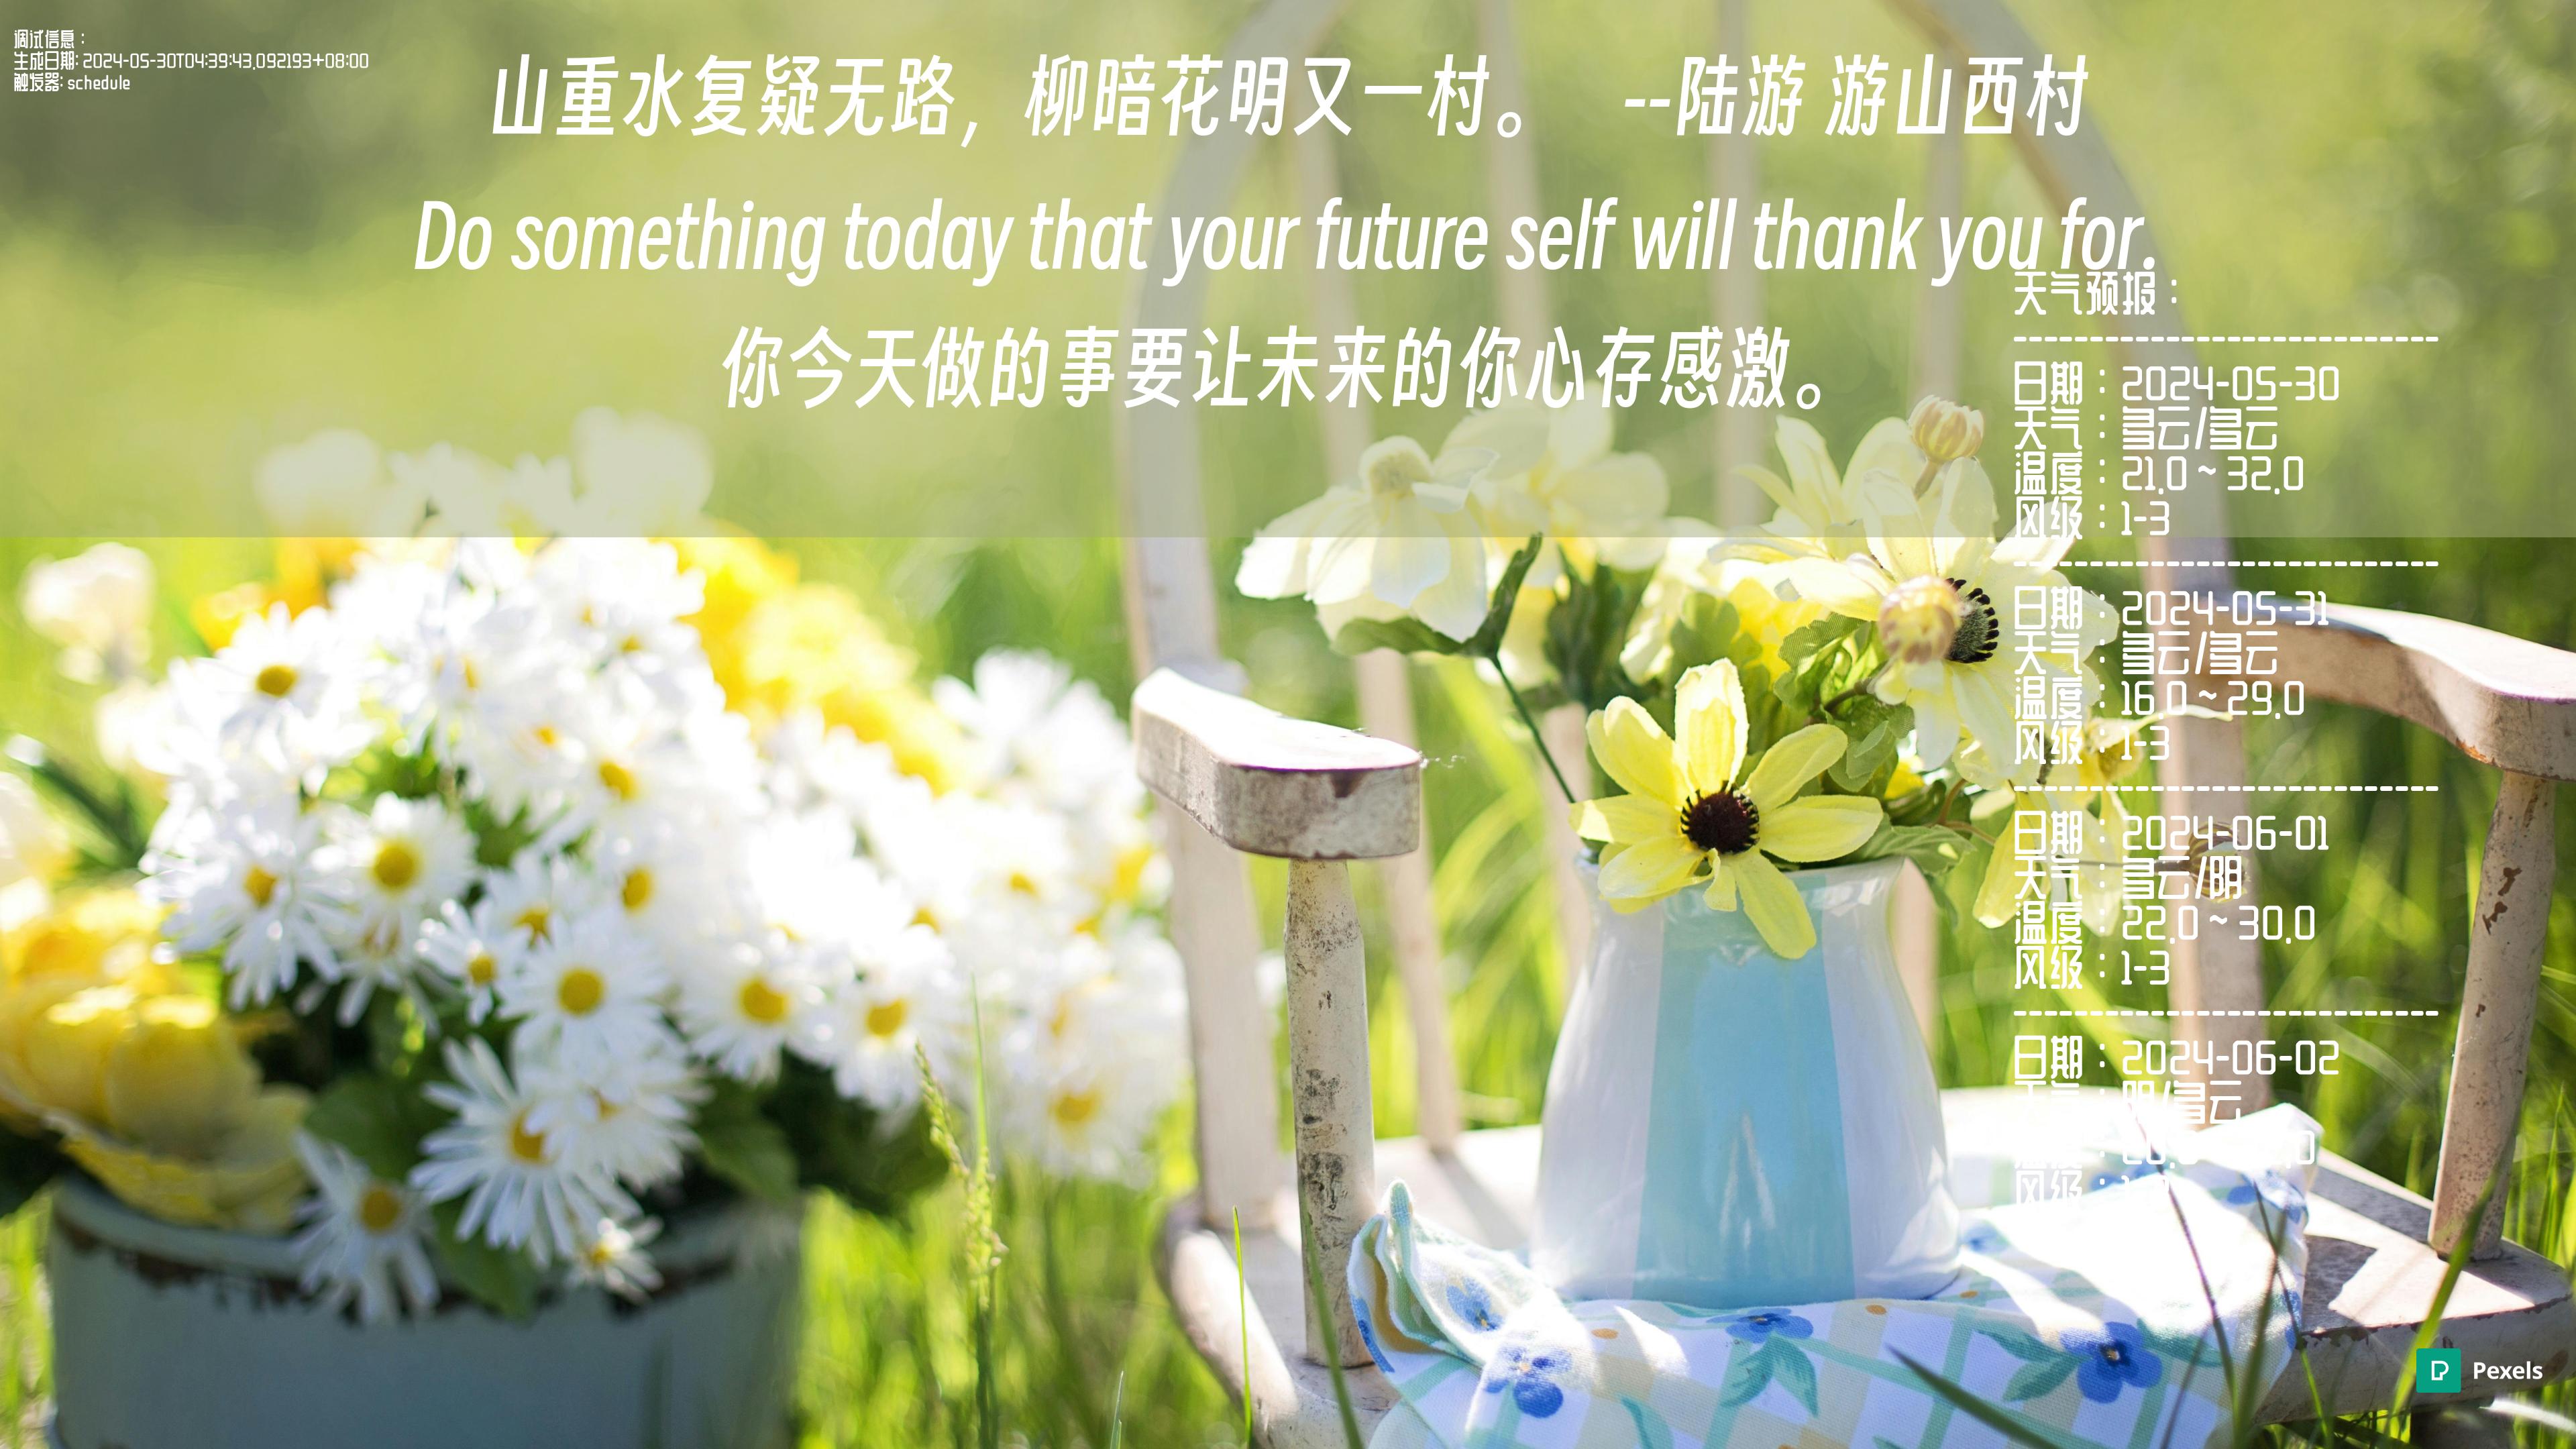 调试信息：
生成日期: 2024-05-30T04:39:43.092193+08:00
触发器: schedule
山重水复疑无路，柳暗花明又一村。 --陆游 游山西村
Do something today that your future self will thank you for.
你今天做的事要让未来的你心存感激。
天气预报：
------------------------
日期：2024-05-30
天气：多云/多云
温度：21.0 ~ 32.0
风级：1-3
------------------------
日期：2024-05-31
天气：多云/多云
温度：16.0 ~ 29.0
风级：1-3
------------------------
日期：2024-06-01
天气：多云/阴
温度：22.0 ~ 30.0
风级：1-3
------------------------
日期：2024-06-02
天气：阴/多云
风级：
Pexels